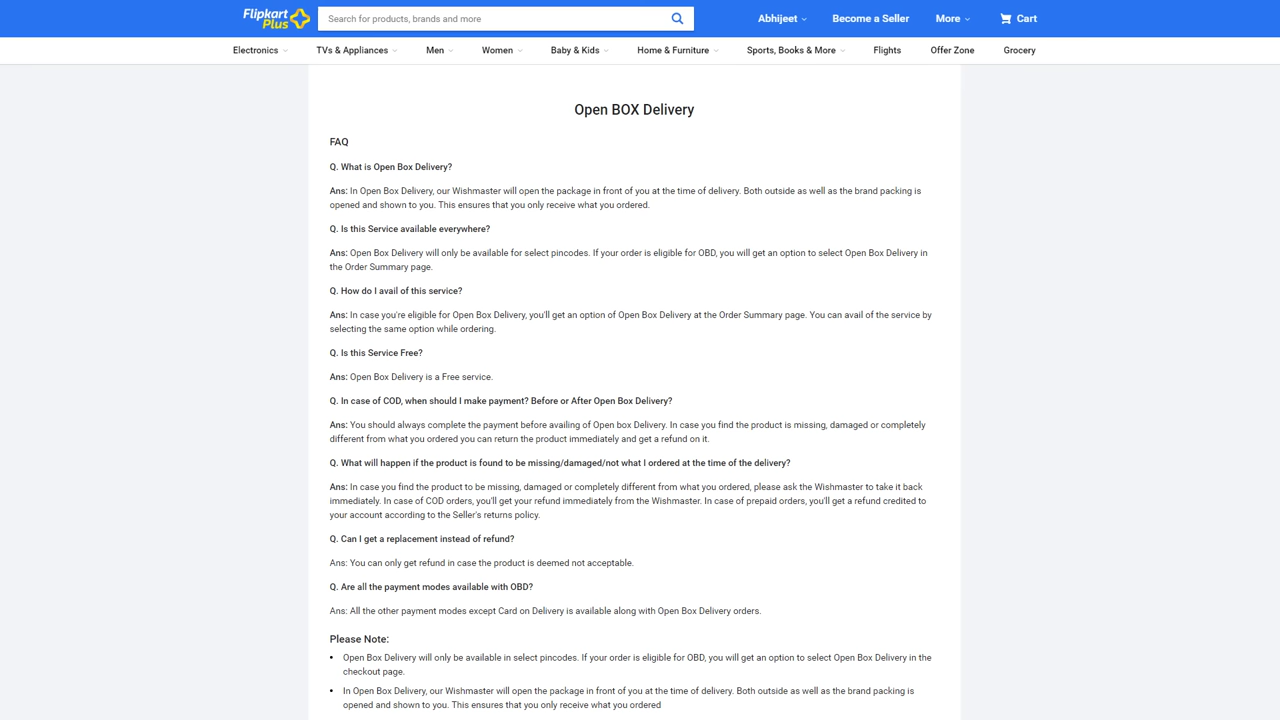 Flipkart Plus
Search for products, brands and more
Abhijeet
Become a Seller
More
Cart
Electronics
TVs & Appliances
Men
Women
Baby & Kids
Home & Furniture
Sports, Books & More
Flights
Offer Zone
Grocery
Open BOX Delivery
FAQ
Q. What is Open Box Delivery?
Ans: In Open Box Delivery, our Wishmaster will open the package in front of you at the time of delivery. Both outside as well as the brand packing is
opened and shown to you. This ensures that you only receive what you ordered.
Q. Is this Service available everywhere?
Ans: Open Box Delivery will only be available for select pincodes. If your order is eligible for OBD, you will get an option to select Open Box Delivery in
the Order Summary page.
Q. How do I avail of this service?
Ans: In case you're eligible for Open Box Delivery, you'll get an option of Open Box Delivery at the Order Summary page. You can avail of the service by
selecting the same option while ordering.
Q. Is this Service Free?
Ans: Open Box Delivery is a Free service.
Q. In case of COD, when should I make payment? Before or After Open Box Delivery?
Ans: You should always complete the payment before availing of Open box Delivery. In case you find the product is missing, damaged or completely
different from what you ordered you can return the product immediately and get a refund on it.
Q. What will happen if the product is found to be missing/damaged/not what I ordered at the time of the delivery?
Ans: In case you find the product to be missing, damaged or completely different from what you ordered, please ask the Wishmaster to take it back
immediately. In case of COD orders, you'll get your refund immediately from the Wishmaster. In case of prepaid orders, you'll get a refund credited to
your account according to the Seller's returns policy.
Q. Can I get a replacement instead of refund?
Ans: You can only get refund in case the product is deemed not acceptable.
Q. Are all the payment modes available with OBD?
Ans: All the other payment modes except Card on Delivery is available along with Open Box Delivery orders.
Please Note:
• Open Box Delivery will only be available in select pincodes. If your order is eligible for OBD, you will get an option to select Open Box Delivery in the
checkout page.
• In Open Box Delivery, our Wishmaster will open the package in front of you at the time of delivery. Both outside as well as the brand packing is
opened and shown to you. This ensures that you only receive what you ordered